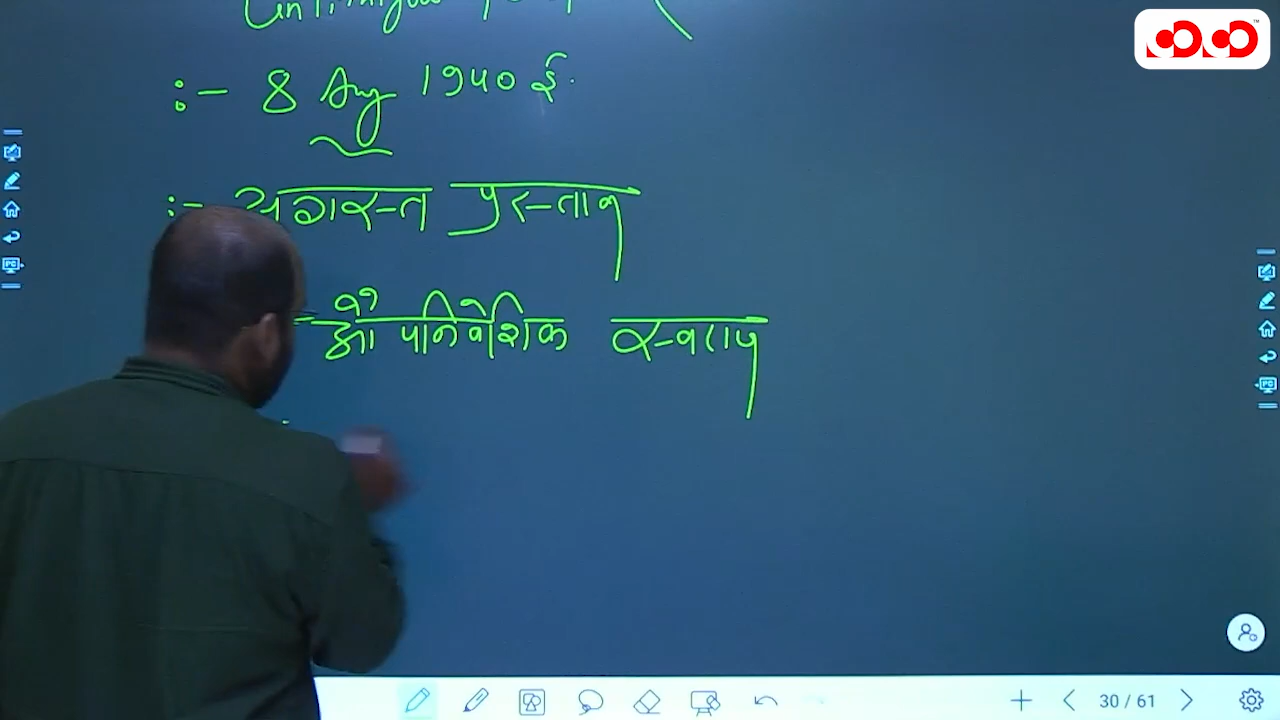 :- 8 Aug 1940 ई.
:- अगस्त प्रस्ताव
औपनिवेशिक स्वराज
30 / 61